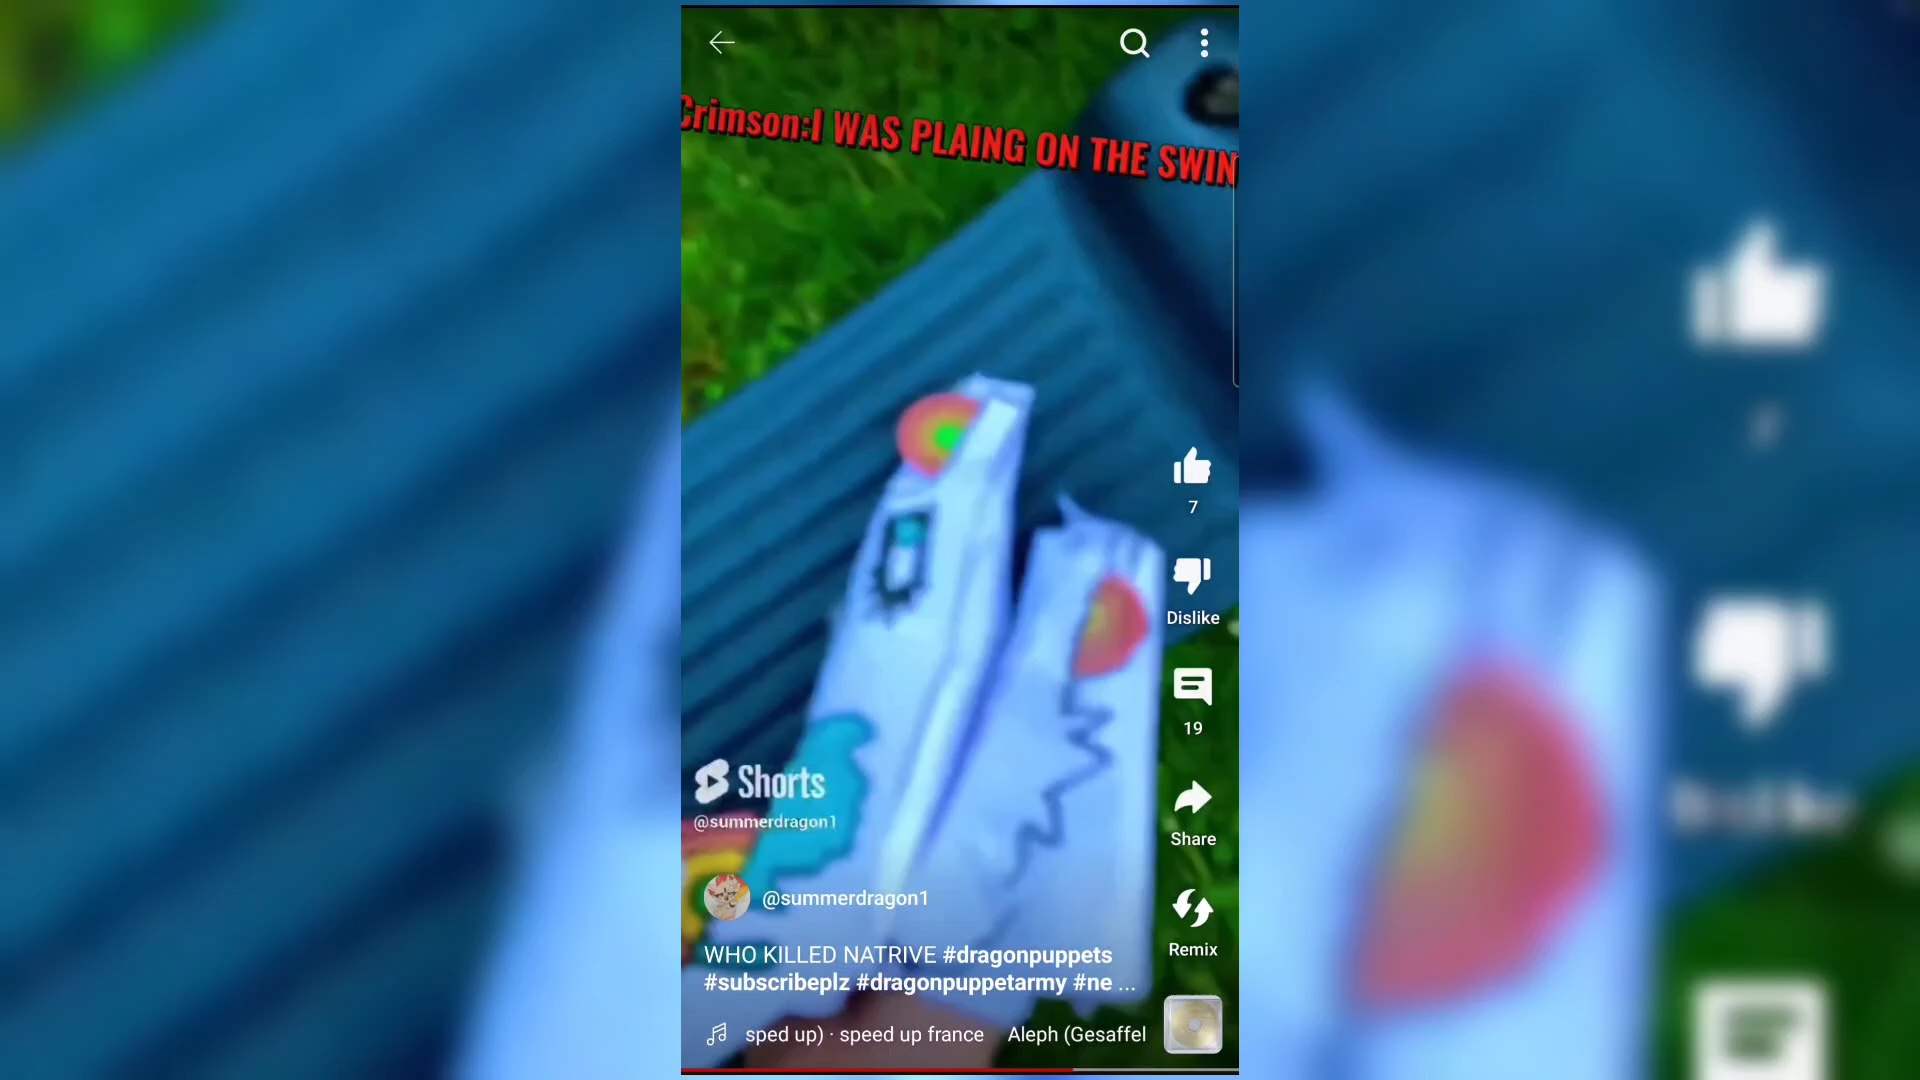 Crimson:I WAS PLAING ON THE SWIN
7
Dislike
19
Shorts
@summerdragon1
Share
@summerdragon1
WHO KILLED NATRIVE #dragonpuppets
#subscribeplz #dragonpuppetarmy #ne ...
Remix
sped up) · speed up france Aleph (Gesaffel